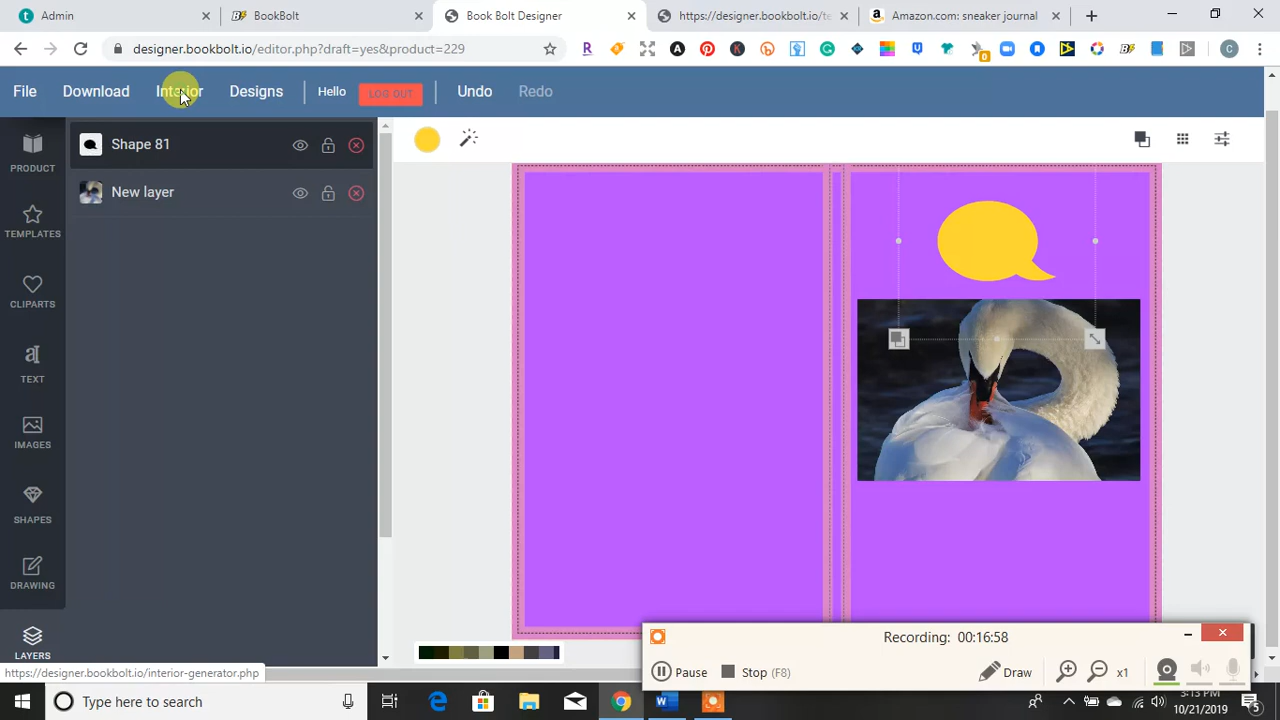 Admin
BookBolt
Book Bolt Designer
https://designer.bookbolt.io/te
Amazon.com: sneaker journal
designer.bookbolt.io/editor.php?draft=yes&product=229
File
Download
Interior
Designs
Hello
LOG OUT
Undo
Redo
PRODUCT
TEMPLATES
CLIPARTS
TEXT
IMAGES
SHAPES
DRAWING
LAYERS
Shape 81
New layer
https://designer.bookbolt.io/interior-generator.php
Recording: 00:16:58
Pause
Stop (F8)
Draw
x1
Type here to search
3:13 PM
10/21/2019
5